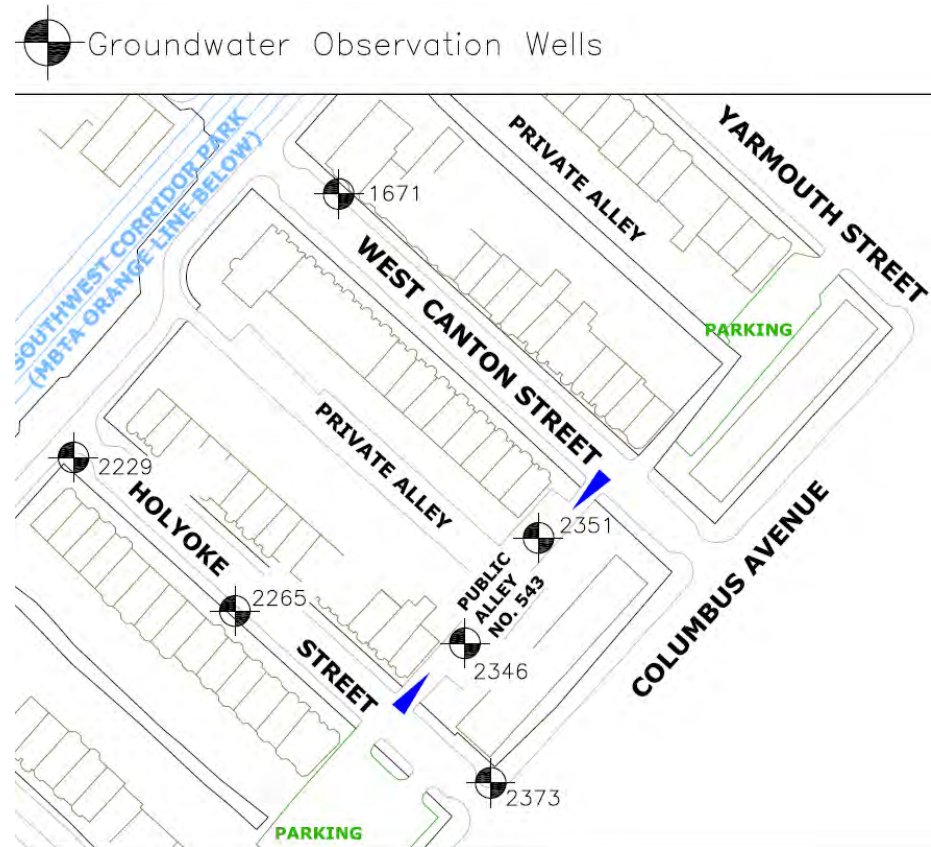 Groundwater Observation Wells
YARMOUTH STREET
PRIVATE ALLEY
SOUTHWEST CORRIDOR PARK
(MBTA ORANGE LINE BELOW)
1671
WEST CANTON STREET
PARKING
PRIVATE ALLEY
2229
HOLYOKE
STREET
2351
PUBLIC
ALLEY
NO. 543
COLUMBUS AVENUE
2265
2346
2373
PARKING